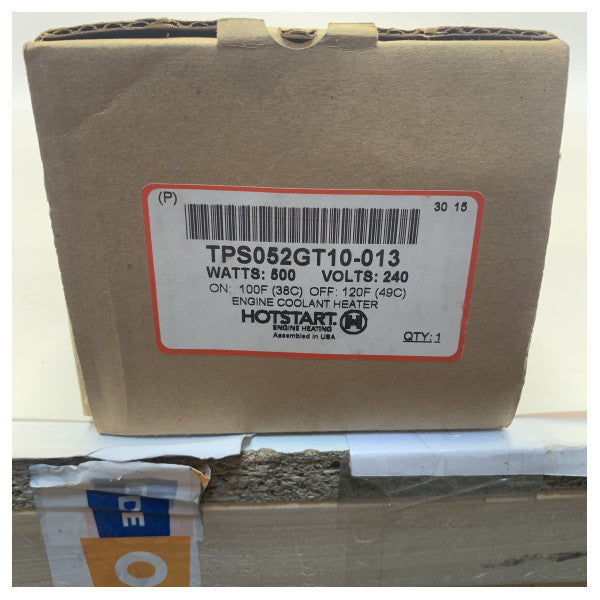 (P)
30 15
TPS052GT10-013
WATTS: 500 VOLTS: 240
ON: 100F (38C) OFF: 120F (49C)
ENGINE COOLANT HEATER
HOTSTART. H
ENGINE HEATING
Assembled in USA
QTY: 1
ICE
O